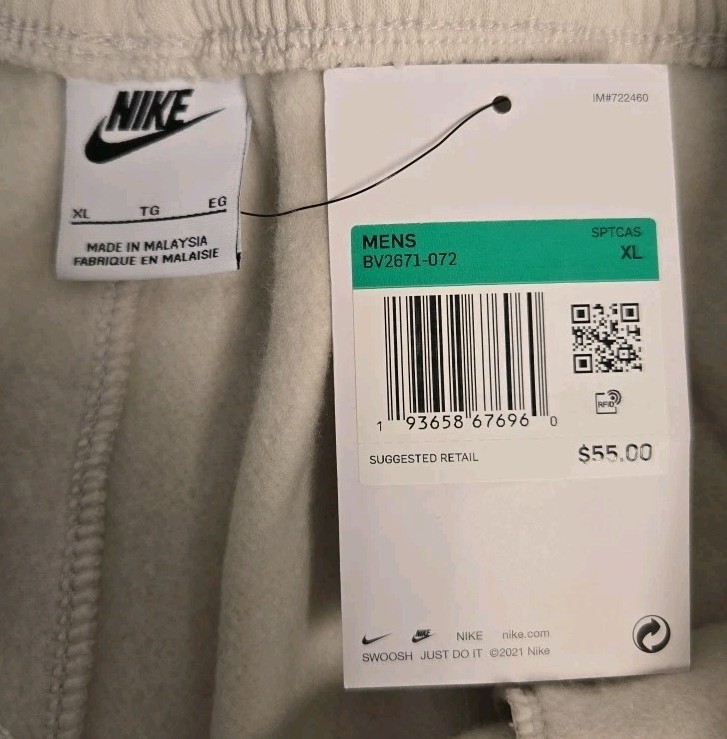 NIKE
XL TG EG
MADE IN MALAYSIA
FABRIQUE EN MALAISIE
IM#722460
MENS SPTCAS
BV2671-072 XL
1 93658 67696 0
RFID
SUGGESTED RETAIL $55.00
NIKE NIKE nike.com
SWOOSH JUST DO IT ©2021 Nike